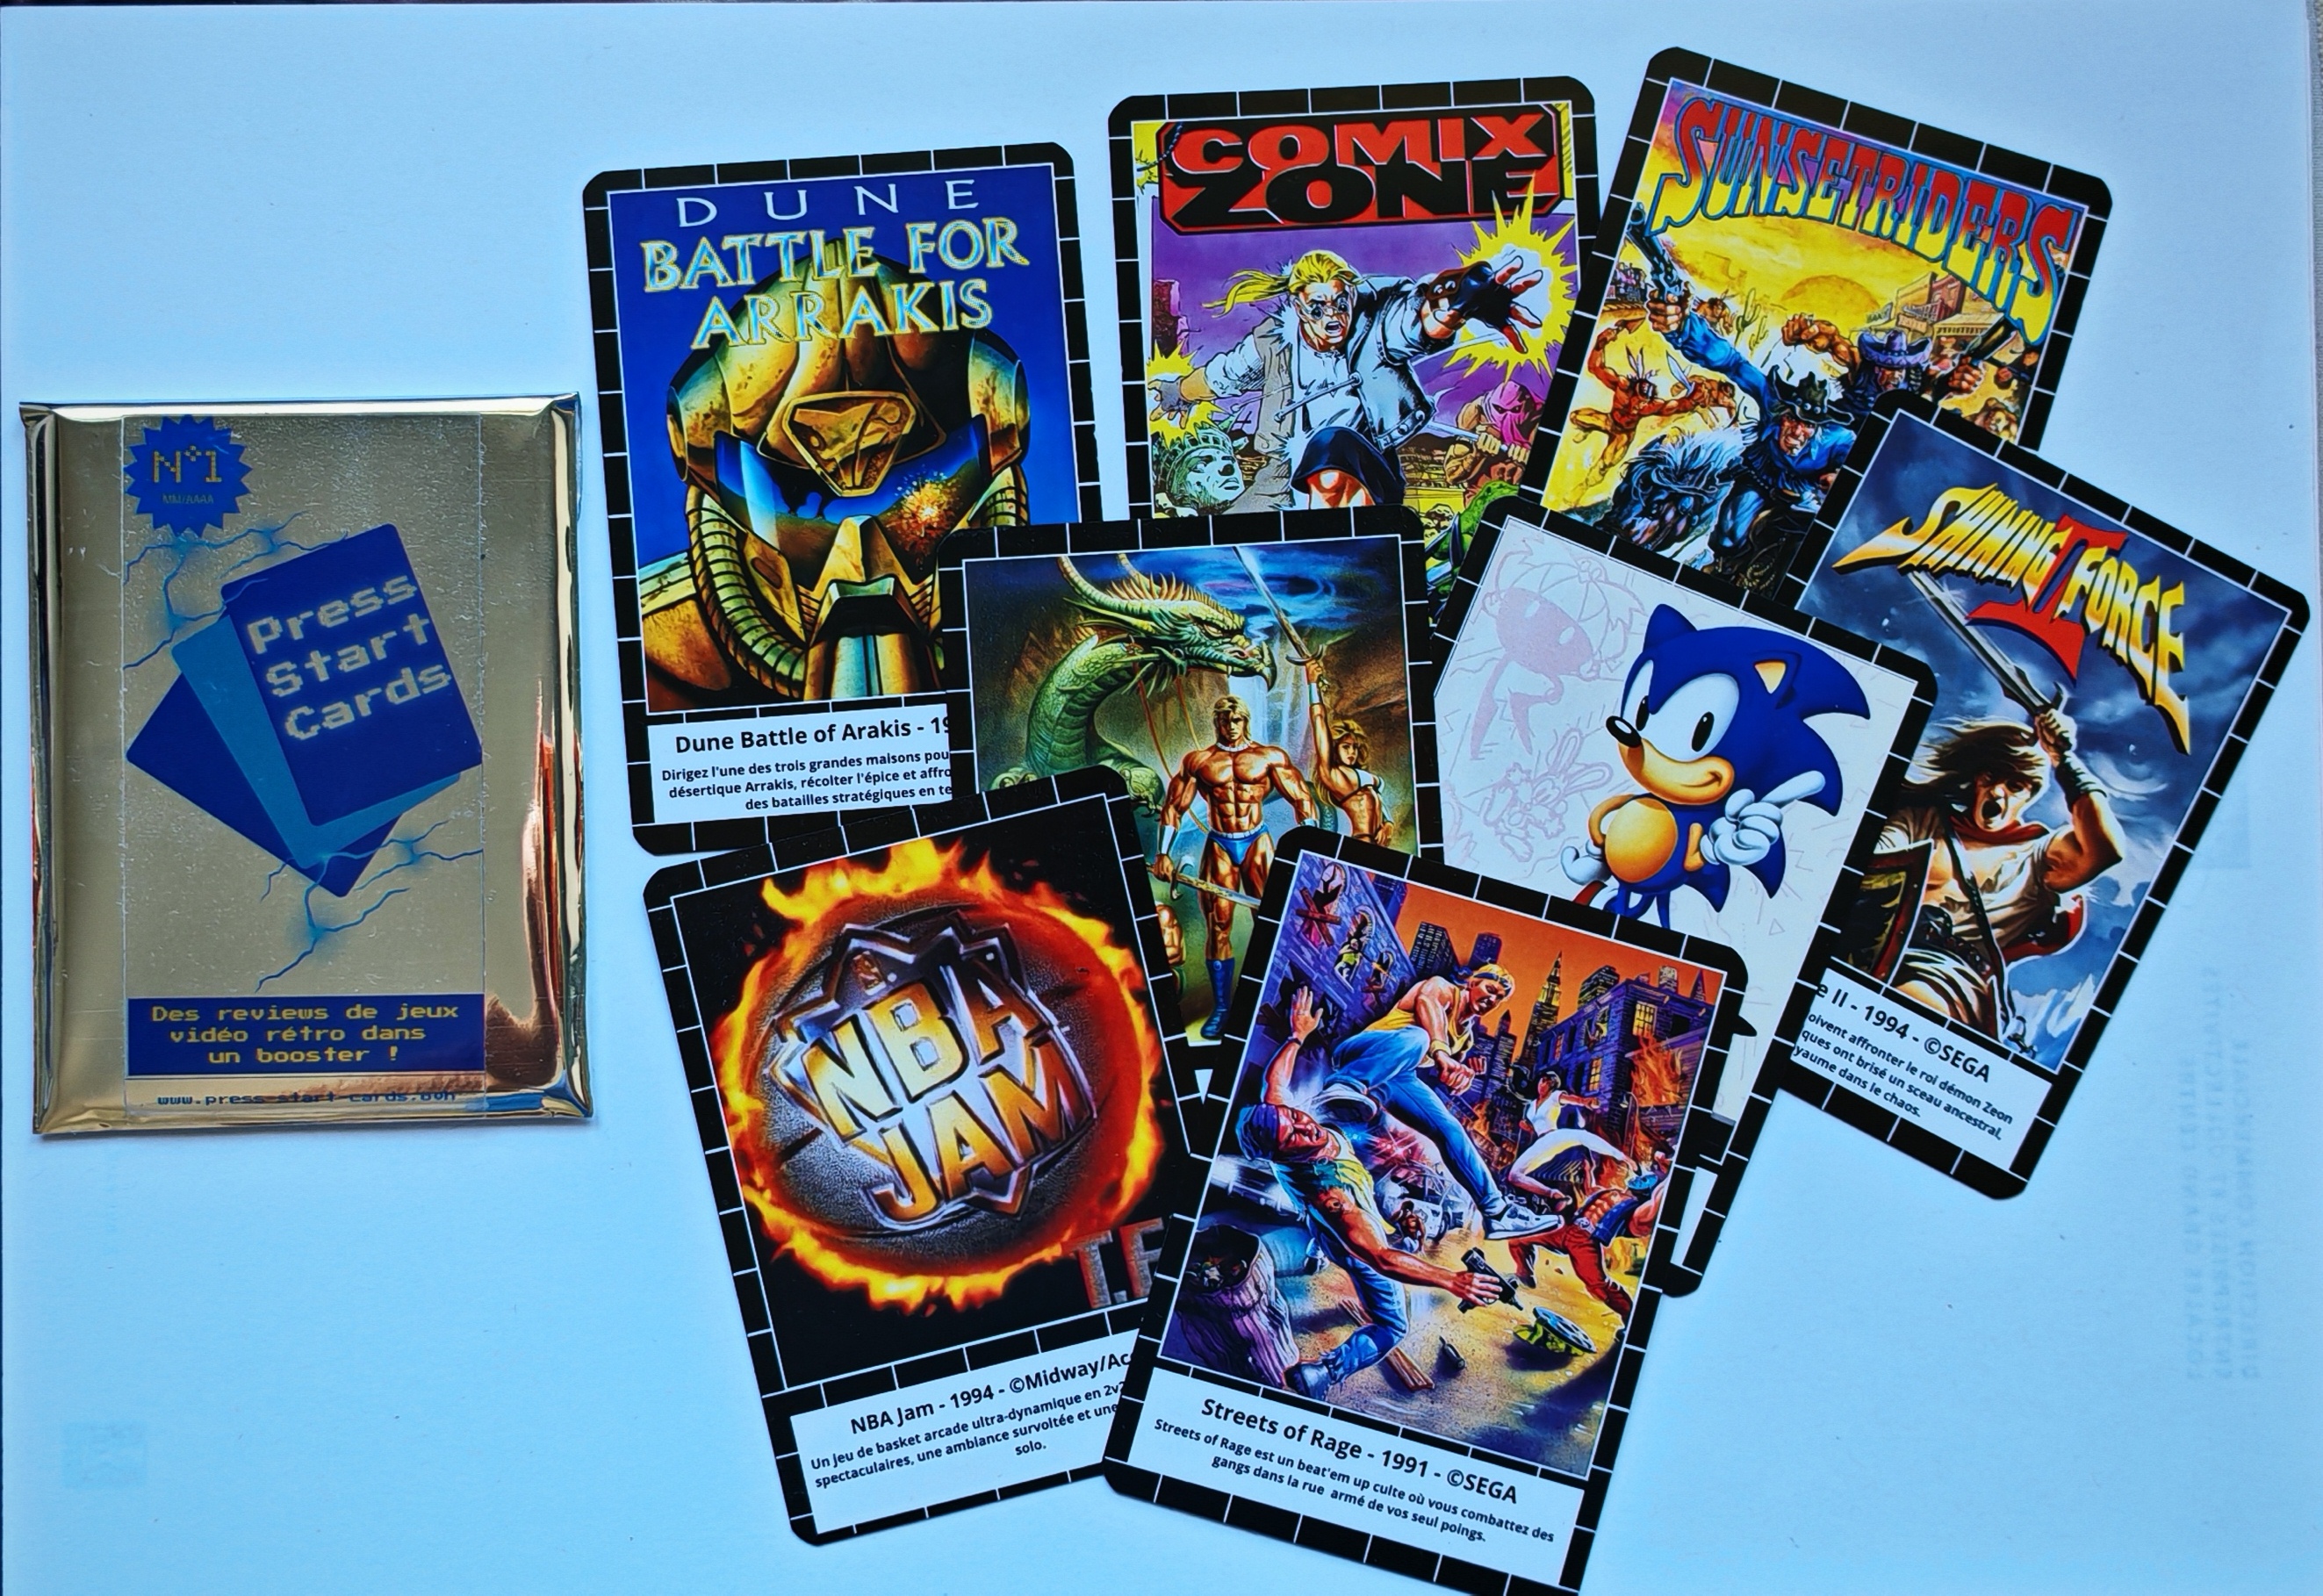 N°1
MM/AAAA
Press
Start
Cards
Des reviews de jeux
vidéo rétro dans
un booster !
www.press-start-cards.ovh
DUNE
BATTLE FOR
ARRAKIS
Dune Battle of Arakis - 19
Dirigez l'une des trois grandes maisons pou
désertique Arrakis, récolter l'épice et affro
des batailles stratégiques en te
COMIX
ZONE
SUNSETRIDERS
SHINING FORCE
II
e II - 1994 - ©SEGA
oivent affronter le roi démon Zeon
ques ont brisé un sceau ancestral,
yaume dans le chaos.
NBA
JAM
T.E
NBA Jam - 1994 - ©Midway/Acc
Un jeu de basket arcade ultra-dynamique en 2v2
spectaculaires, une ambiance survoltée et une
solo.
Streets of Rage - 1991 - ©SEGA
Streets of Rage est un beat'em up culte où vous combattez des
gangs dans la rue armé de vos seul poings.